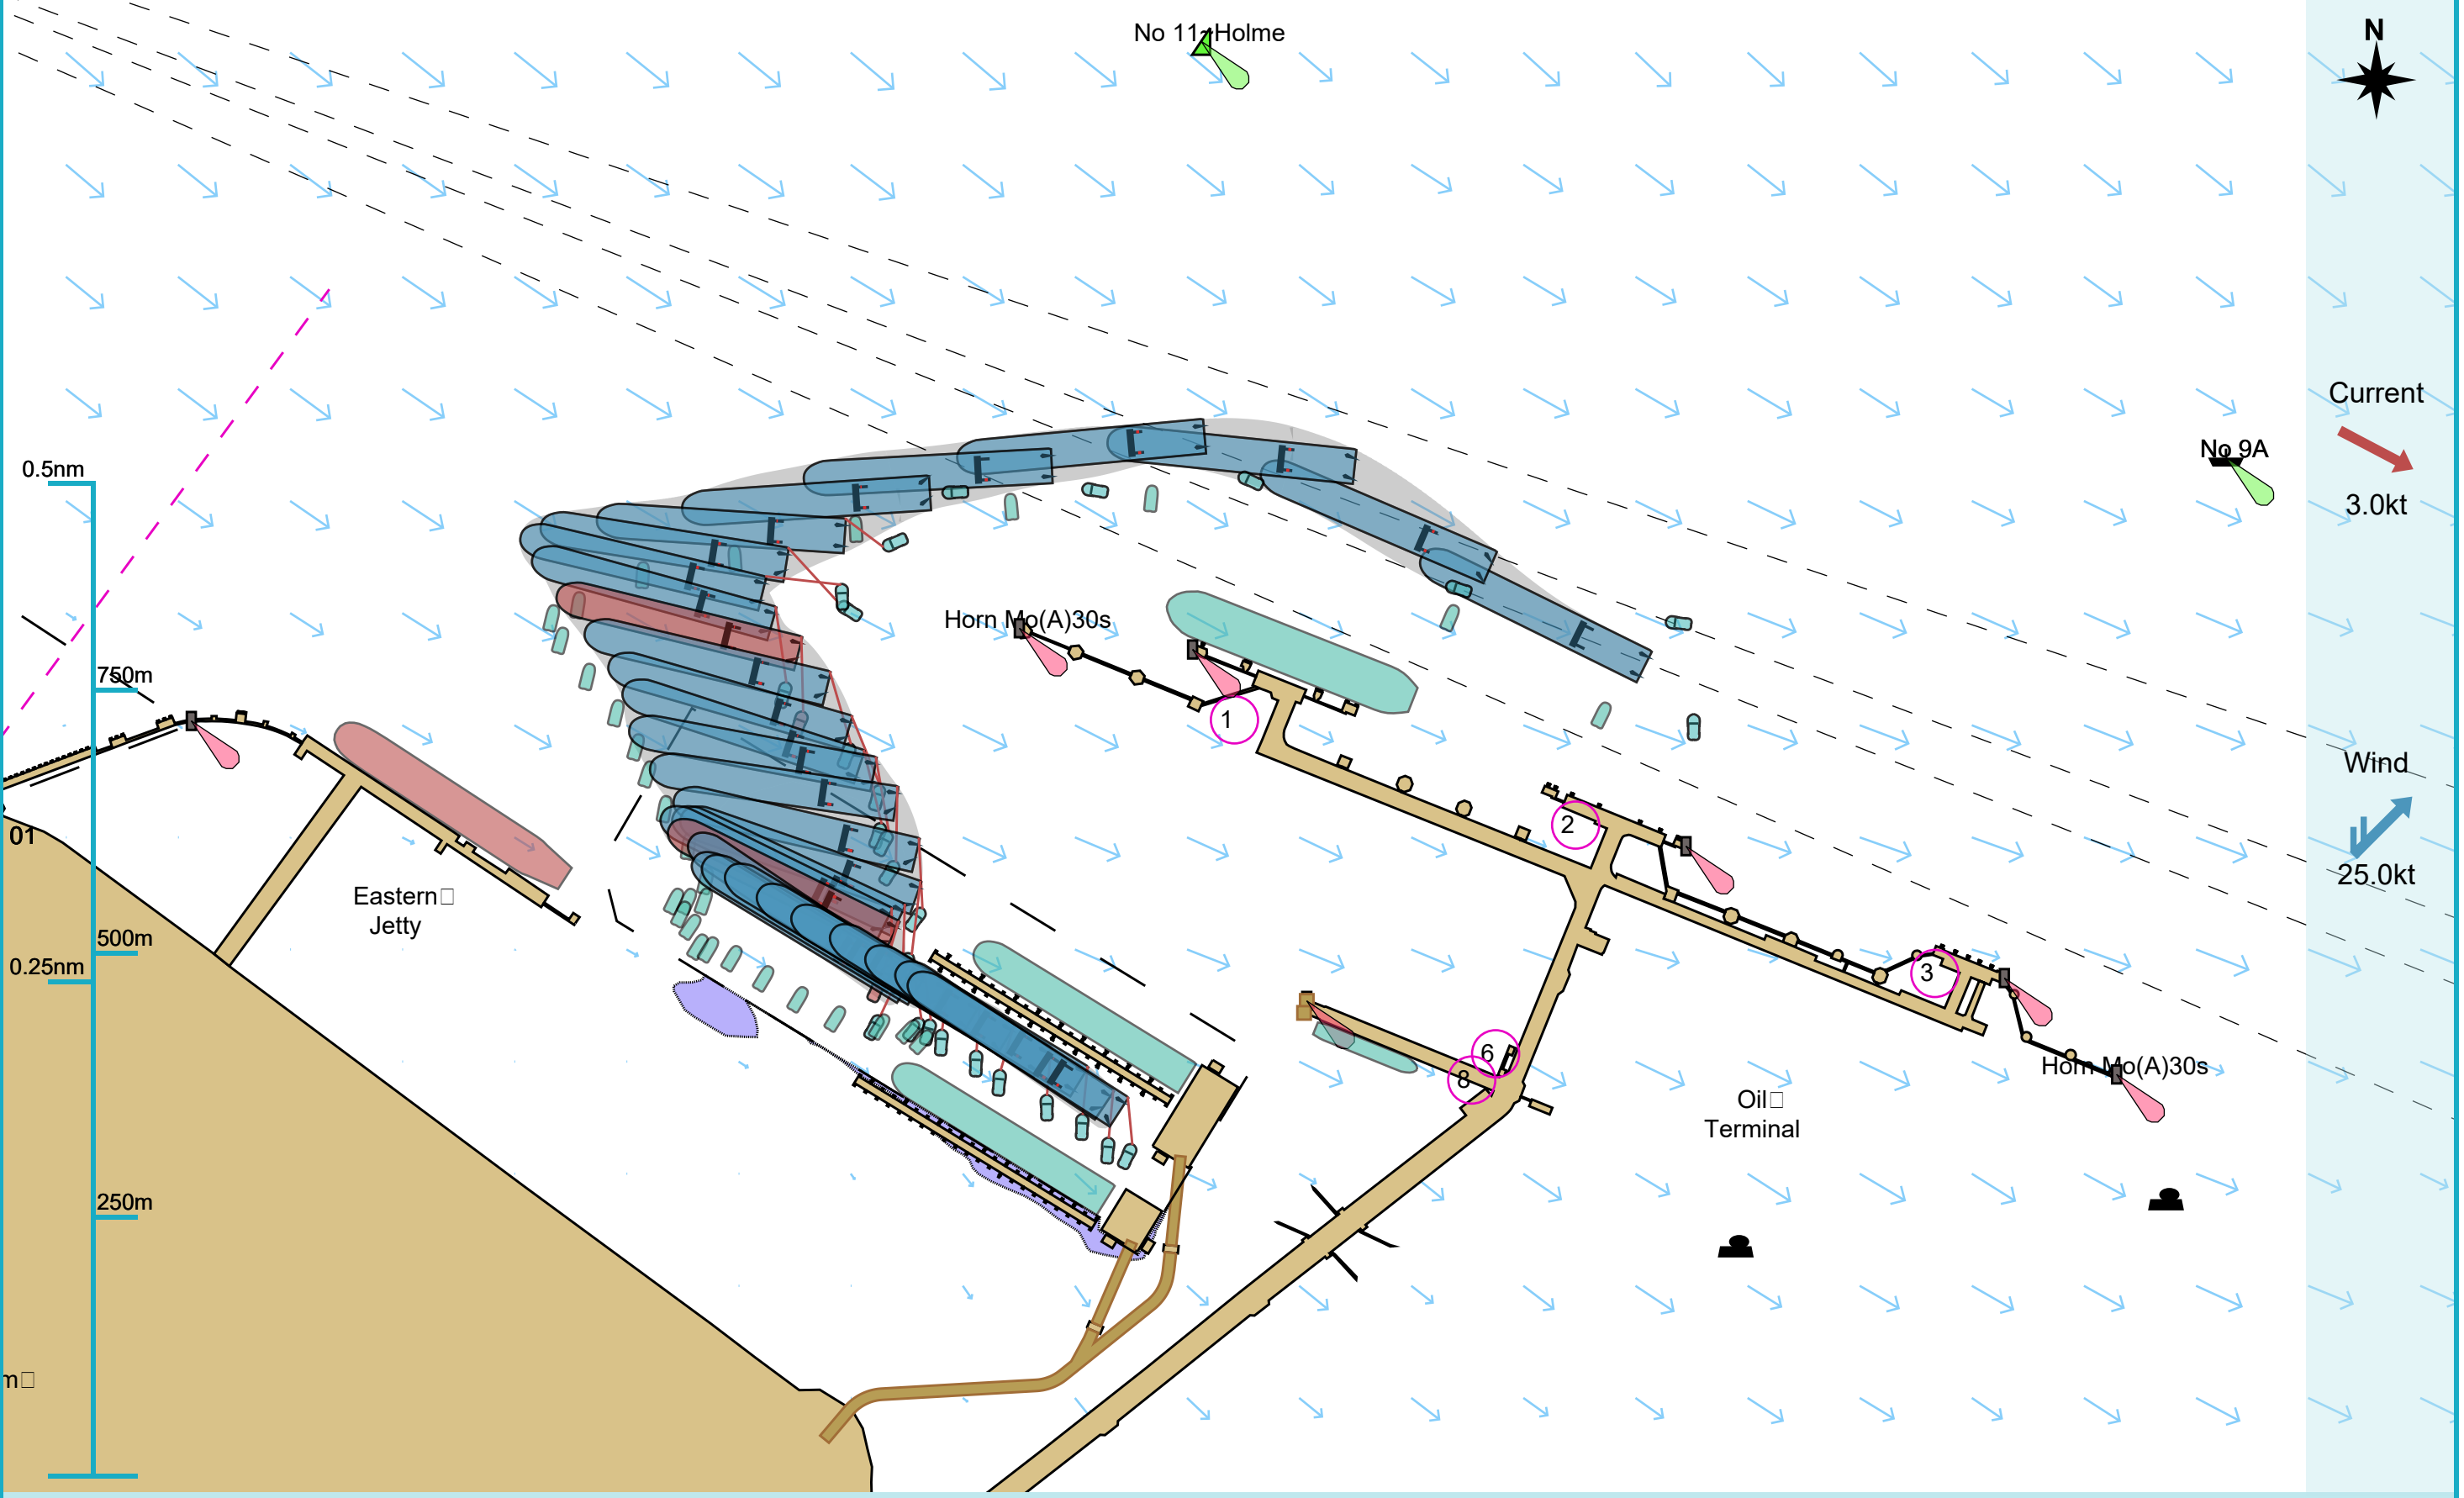 No 11-Holme
N
Current
3.0kt
No 9A
0.5nm
Horn Mo(A)30s
750m
1
Wind
25.0kt
2
01
Eastern
Jetty
500m
0.25nm
3
6
8
Horn Mo(A)30s
Oil
Terminal
250m
m